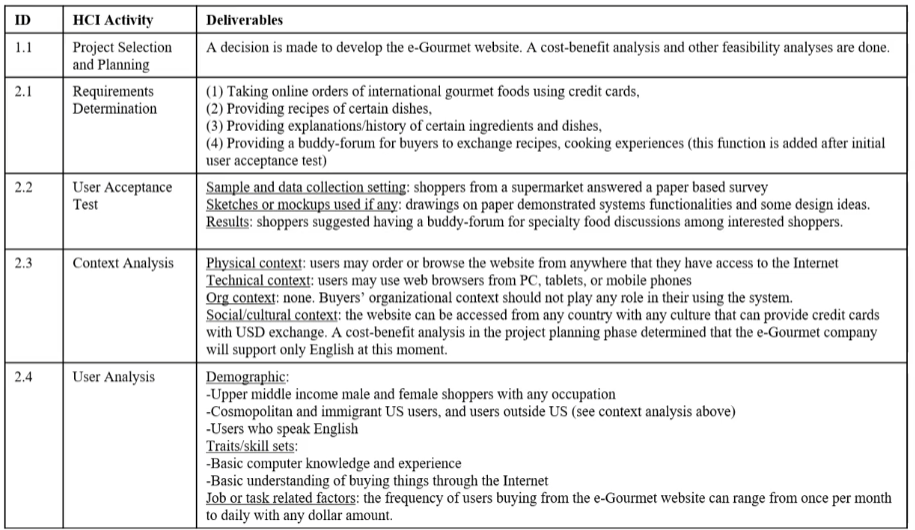 ID HCI Activity Deliverables
1.1 Project Selection and Planning A decision is made to develop the e-Gourmet website. A cost-benefit analysis and other feasibility analyses are done.
2.1 Requirements Determination (1) Taking online orders of international gourmet foods using credit cards,
(2) Providing recipes of certain dishes,
(3) Providing explanations/history of certain ingredients and dishes,
(4) Providing a buddy-forum for buyers to exchange recipes, cooking experiences (this function is added after initial
user acceptance test)
2.2 User Acceptance Test Sample and data collection setting: shoppers from a supermarket answered a paper based survey
Sketches or mockups used if any: drawings on paper demonstrated systems functionalities and some design ideas.
Results: shoppers suggested having a buddy-forum for specialty food discussions among interested shoppers.
2.3 Context Analysis Physical context: users may order or browse the website from anywhere that they have access to the Internet
Technical context: users may use web browsers from PC, tablets, or mobile phones
Org context: none. Buyers' organizational context should not play any role in their using the system.
Social/cultural context: the website can be accessed from any country with any culture that can provide credit cards
with USD exchange. A cost-benefit analysis in the project planning phase determined that the e-Gourmet company
will support only English at this moment.
2.4 User Analysis Demographic:
-Upper middle income male and female shoppers with any occupation
-Cosmopolitan and immigrant US users, and users outside US (see context analysis above)
-Users who speak English
Traits/skill sets:
-Basic computer knowledge and experience
-Basic understanding of buying things through the Internet
Job or task related factors: the frequency of users buying from the e-Gourmet website can range from once per month
to daily with any dollar amount.